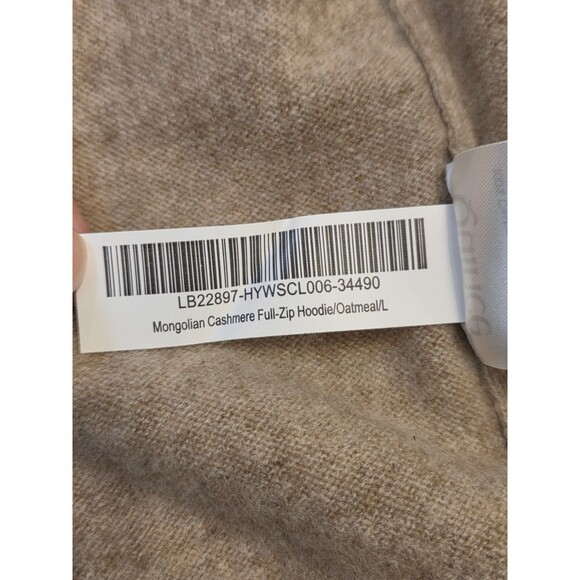 LB22897-HYWSCL006-34490
Mongolian Cashmere Full-Zip Hoodie/Oatmeal/L